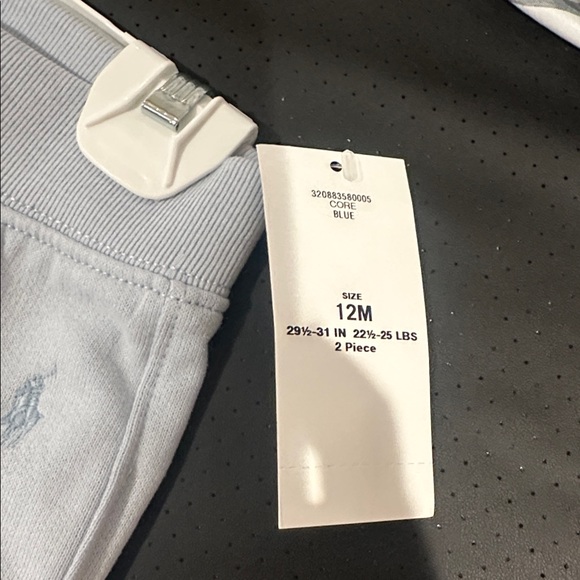 320883580005
CORE
BLUE
SIZE
12M
29½-31 IN 22½-25 LBS
2 Piece